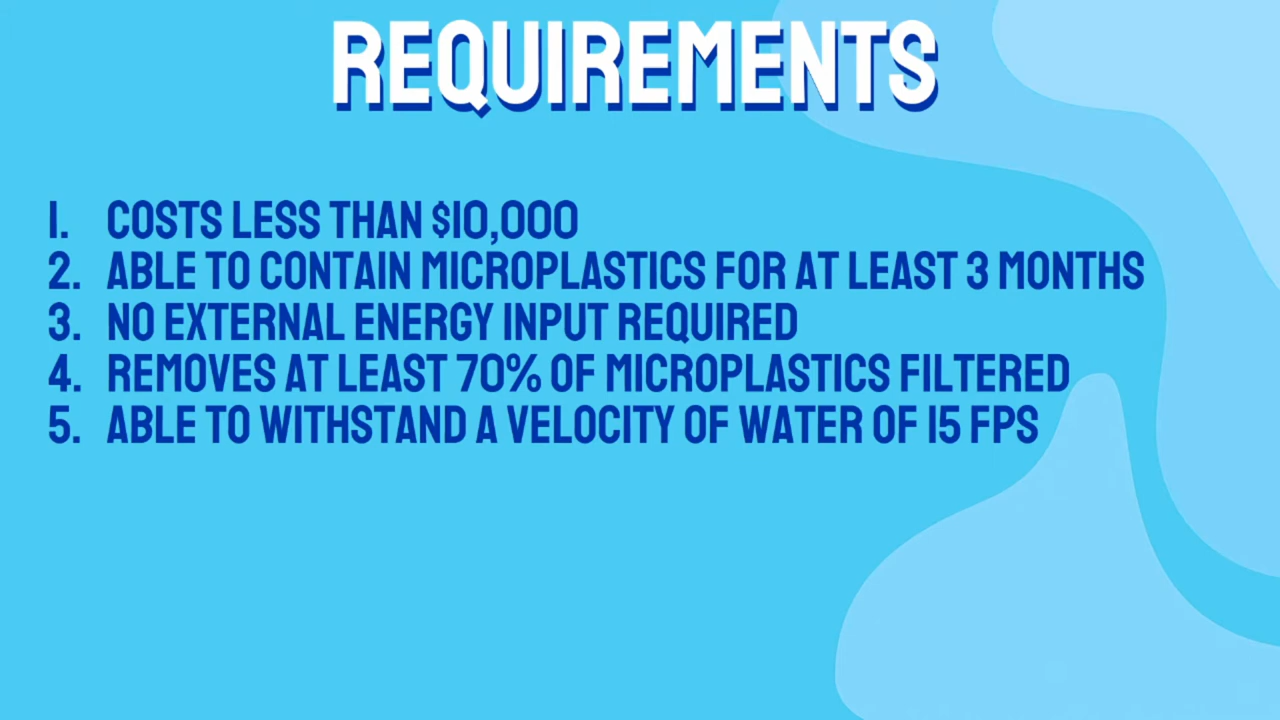 REQUIREMENTS
1. COSTS LESS THAN $10,000
2. ABLE TO CONTAIN MICROPLASTICS FOR AT LEAST 3 MONTHS
3. NO EXTERNAL ENERGY INPUT REQUIRED
4. REMOVES AT LEAST 70% OF MICROPLASTICS FILTERED
5. ABLE TO WITHSTAND A VELOCITY OF WATER OF 15 FPS